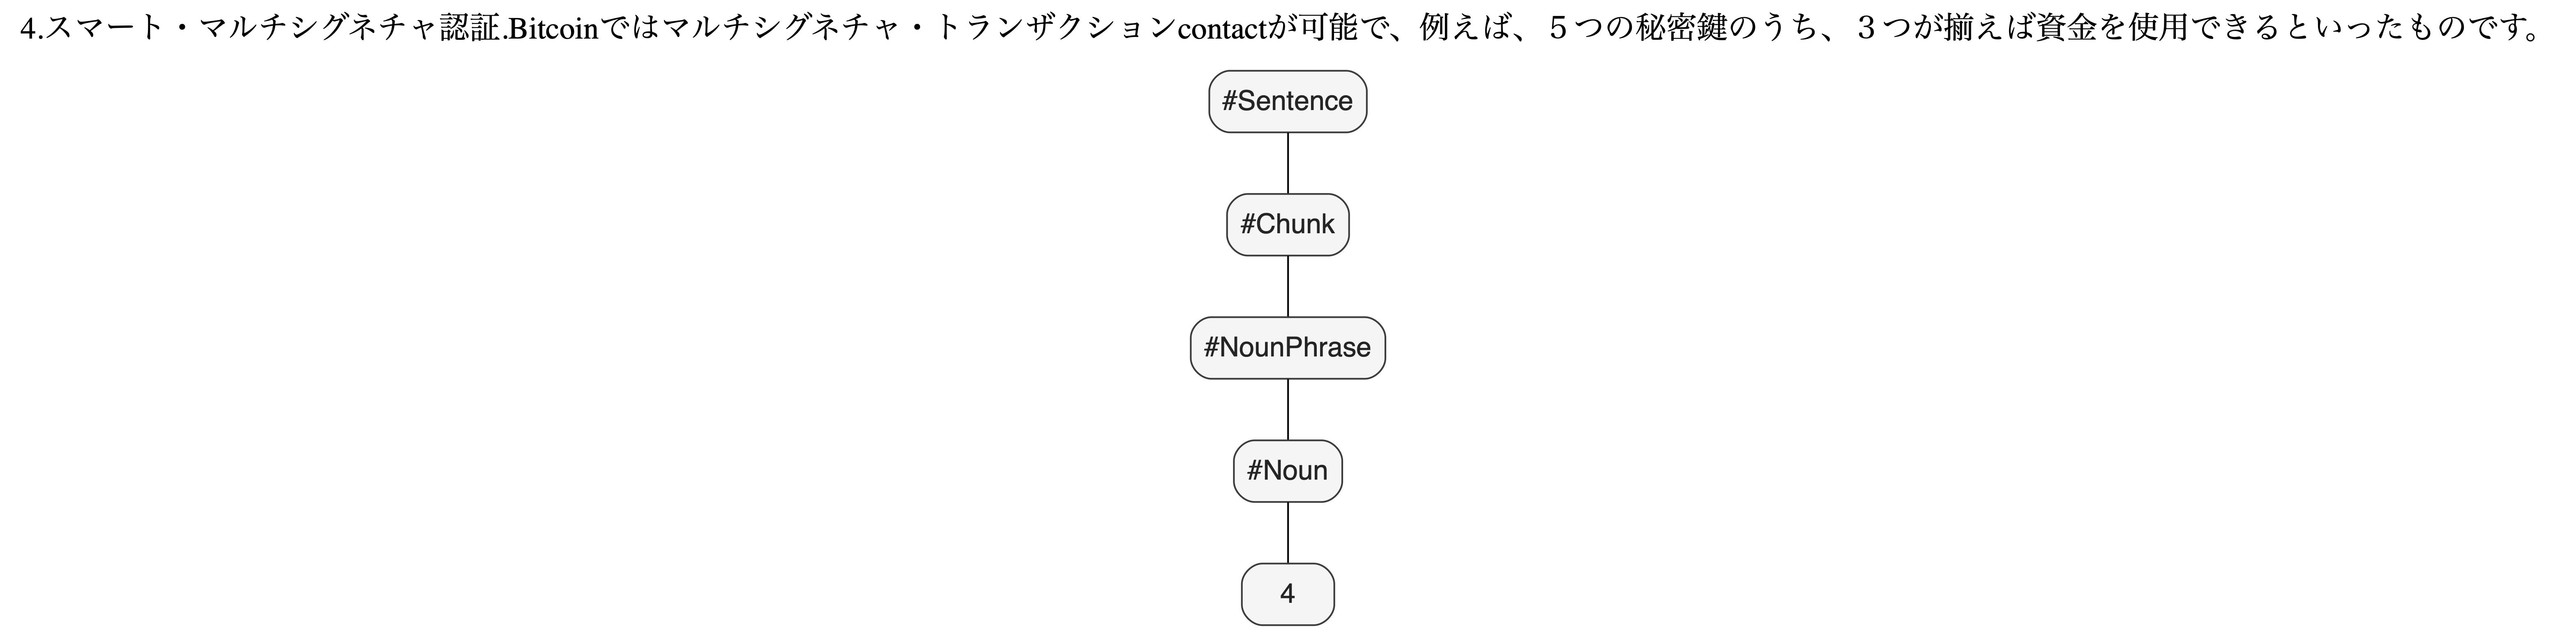 4.スマート・マルチシグネチャ認証.Bitcoinではマルチシグネチャ・トランザクションcontactが可能で、例えば、５つの秘密鍵のうち、３つが揃えば資金を使用できるといったものです。
#Sentence
#Chunk
#NounPhrase
#Noun
4